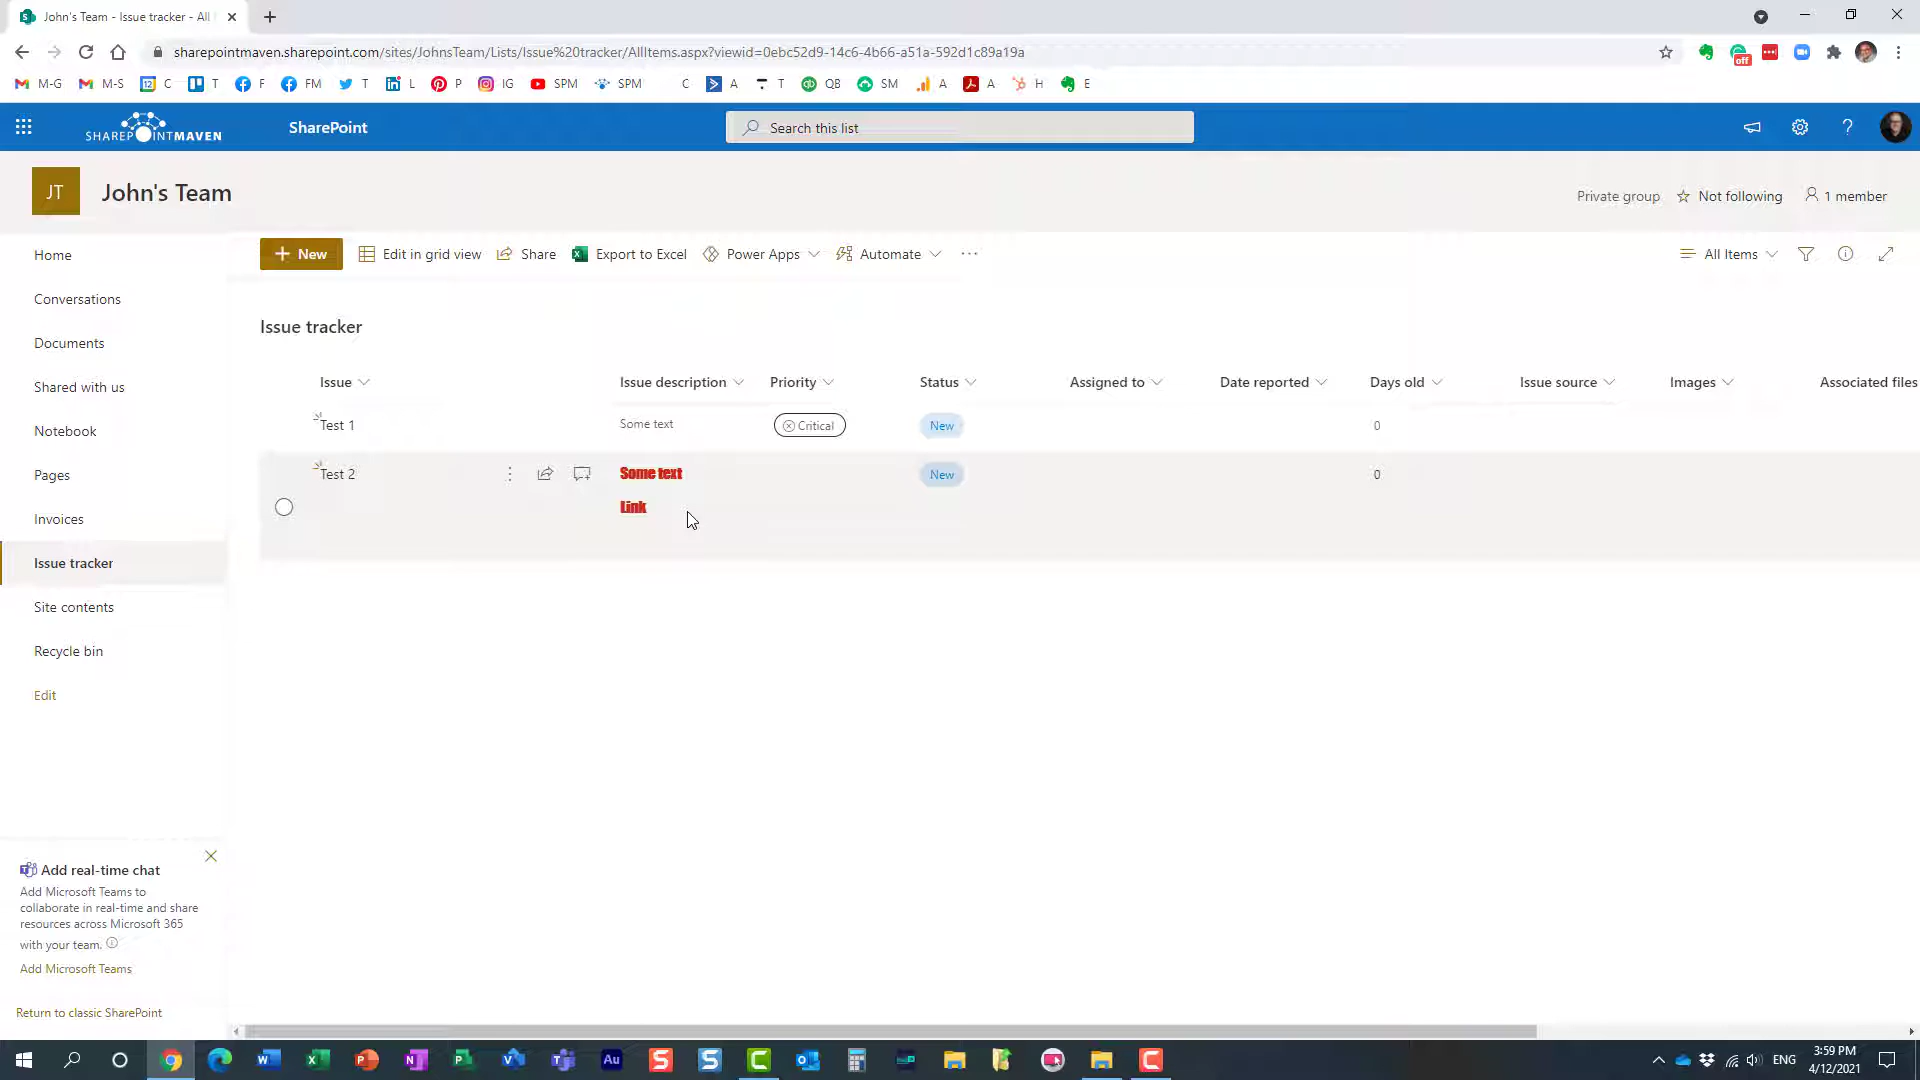 John's Team - Issue tracker - All
sharepointmaven.sharepoint.com/sites/JohnsTeam/Lists/Issue%20tracker/AllItems.aspx?viewid=0ebc52d9-14c6-4b66-a51a-592d1c89a19a
off
M-G M-S 12 C T F FM T L P IG SPM SPM C A T QB SM A A H E
SHAREPOINTMAVEN SharePoint Search this list
JT John's Team Private group Not following 1 member
Home
Conversations
Documents
Shared with us
Notebook
Pages
Invoices
Issue tracker
Site contents
Recycle bin
Edit
New Edit in grid view Share Export to Excel Power Apps Automate All Items
Issue tracker
Issue Issue description Priority Status Assigned to Date reported Days old Issue source Images Associated files
Test 1 Some text Critical New 0
Test 2 Some text New 0
Link
Add real-time chat
Add Microsoft Teams to
collaborate in real-time and share
resources across Microsoft 365
with your team.
Add Microsoft Teams
Return to classic SharePoint
ENG 3:59 PM
4/12/2021